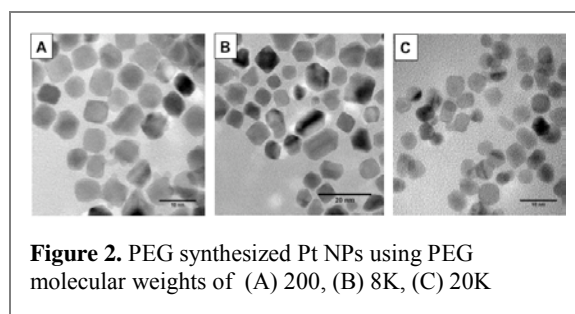 A
B
C
20 nm
Figure 2. PEG synthesized Pt NPs using PEG
molecular weights of (A) 200, (B) 8K, (C) 20K